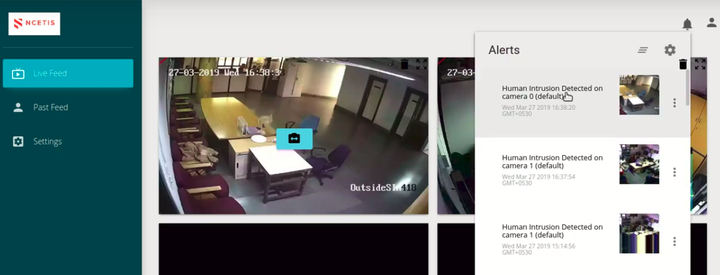 NCETIS
Live Feed
Past Feed
Settings
27-03-2019 Wed 16:38:3
27-03-
Alerts
Human Intrusion Detected on
camera 0 (default)
Wed Mar 27 2019 16:38:20
GMT+0530
Human Intrusion Detected on
camera 1 (default)
Wed Mar 27 2019 16:37:54
GMT+0530
Human Intrusion Detected on
camera 1 (default)
Wed Mar 27 2019 15:14:56
GMT+0530